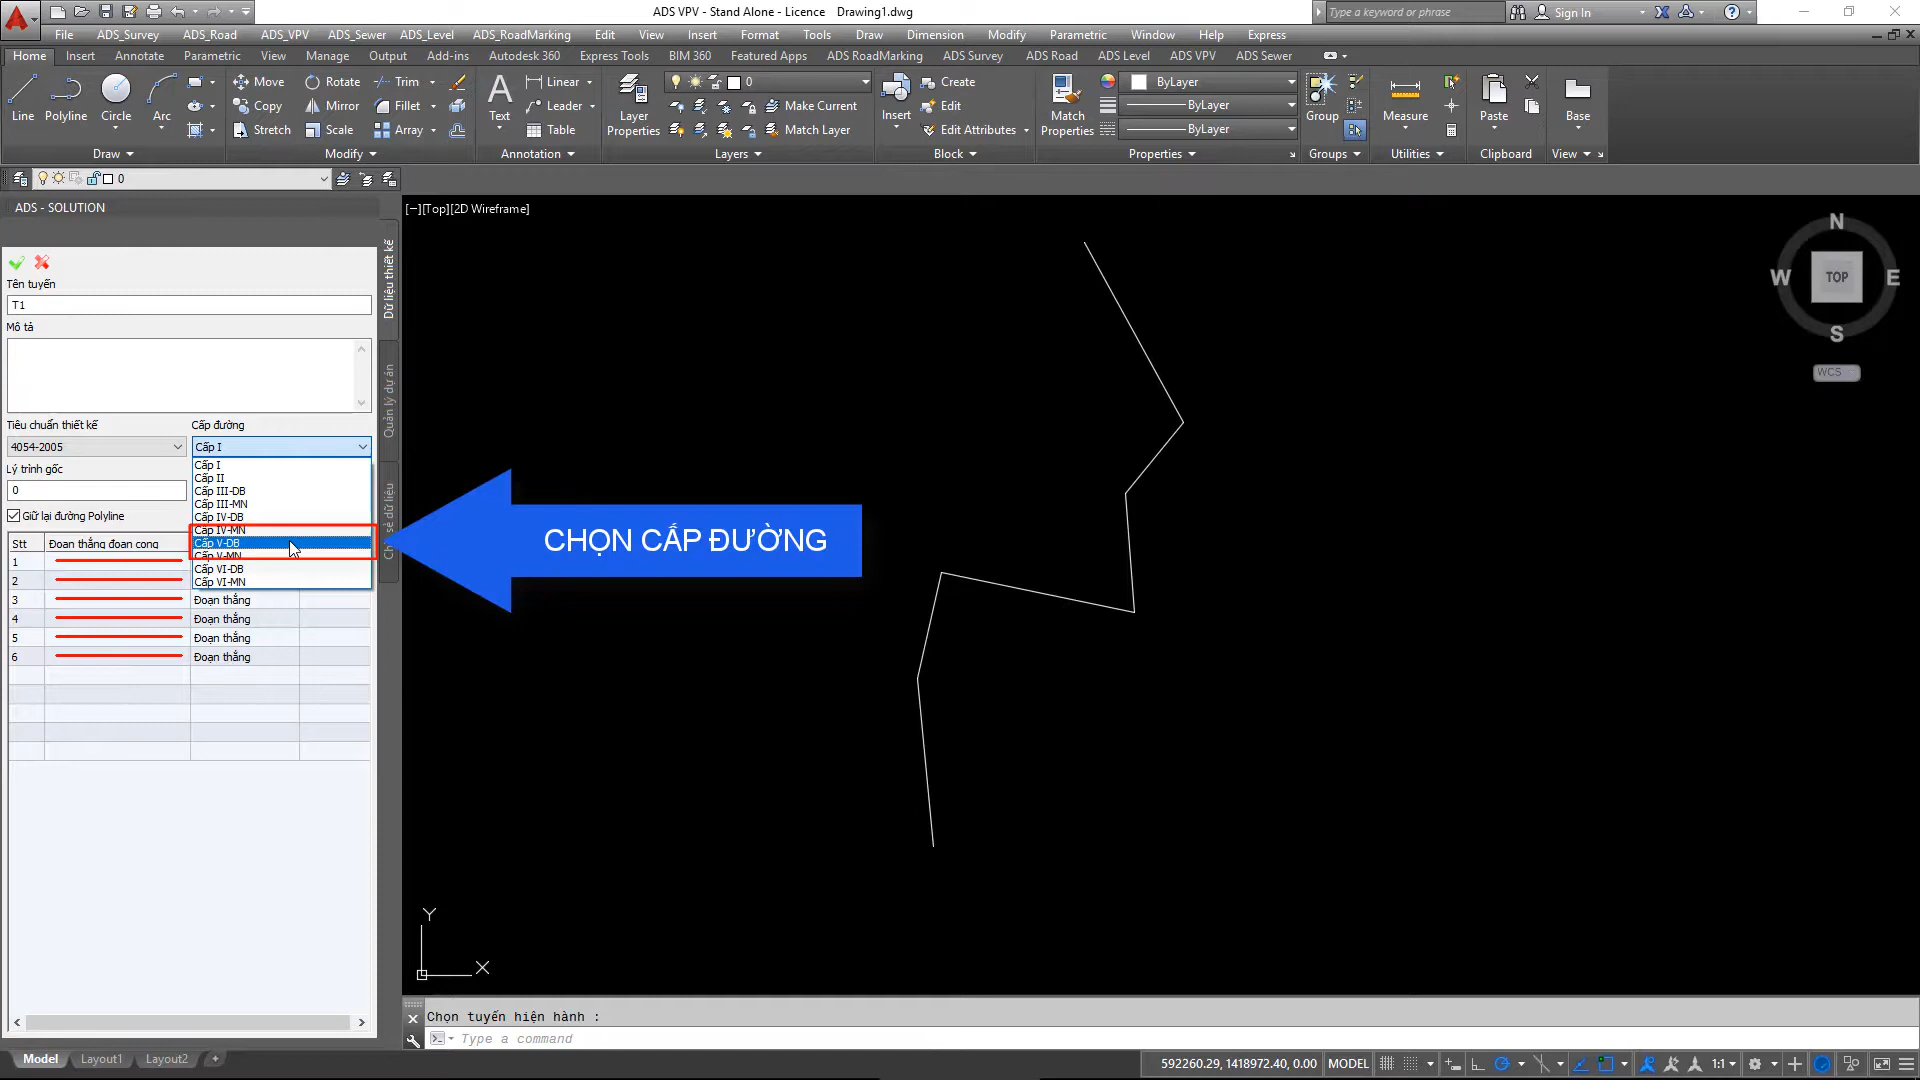 ADS VPV - Stand Alone - Licence Drawing1.dwg
Type a keyword or phrase
Sign In
File ADS_Survey ADS_Road ADS_VPV ADS_Sewer ADS_Level ADS_RoadMarking Edit View Insert Format Tools Draw Dimension Modify Parametric Window Help Express
Home Insert Annotate Parametric View Manage Output Add-ins Autodesk 360 Express Tools BIM 360 Featured Apps ADS RoadMarking ADS Survey ADS Road ADS Level ADS VPV ADS Sewer
Line Polyline Circle Arc
Draw
Move Rotate Trim
Copy Mirror Fillet
Stretch Scale Array
Modify
Text
Linear
Leader
Table
Annotation
Layer Properties
0
Make Current
Match Layer
Layers
Insert
Create
Edit
Edit Attributes
Block
Match Properties
ByLayer
ByLayer
ByLayer
Properties
Group
Groups
Measure
Utilities
Paste
Clipboard
Base
View
0
ADS - SOLUTION
[−][Top][2D Wireframe]
N
W TOP E
S
WCS
Dữ liệu thiết kế
Quản lý dự án
Tên tuyến
T1
Mô tả
Tiêu chuẩn thiết kế Cấp đường
4054-2005 Cấp I
Lý trình gốc
0
Giữ lại đường Polyline
Cấp I
Cấp II
Cấp III-DB
Cấp III-MN
Cấp IV-DB
Cấp IV-MN
Cấp V-DB
Cấp V-MN
Cấp VI-DB
Cấp VI-MN
Stt Đoạn thẳng đoạn cong
1
2
3 Đoạn thẳng
4 Đoạn thẳng
5 Đoạn thẳng
6 Đoạn thẳng
CHỌN CẤP ĐƯỜNG
Y
X
Chọn tuyến hiện hành :
Type a command
Model Layout1 Layout2 +
592260.29, 1418972.40, 0.00 MODEL 1:1